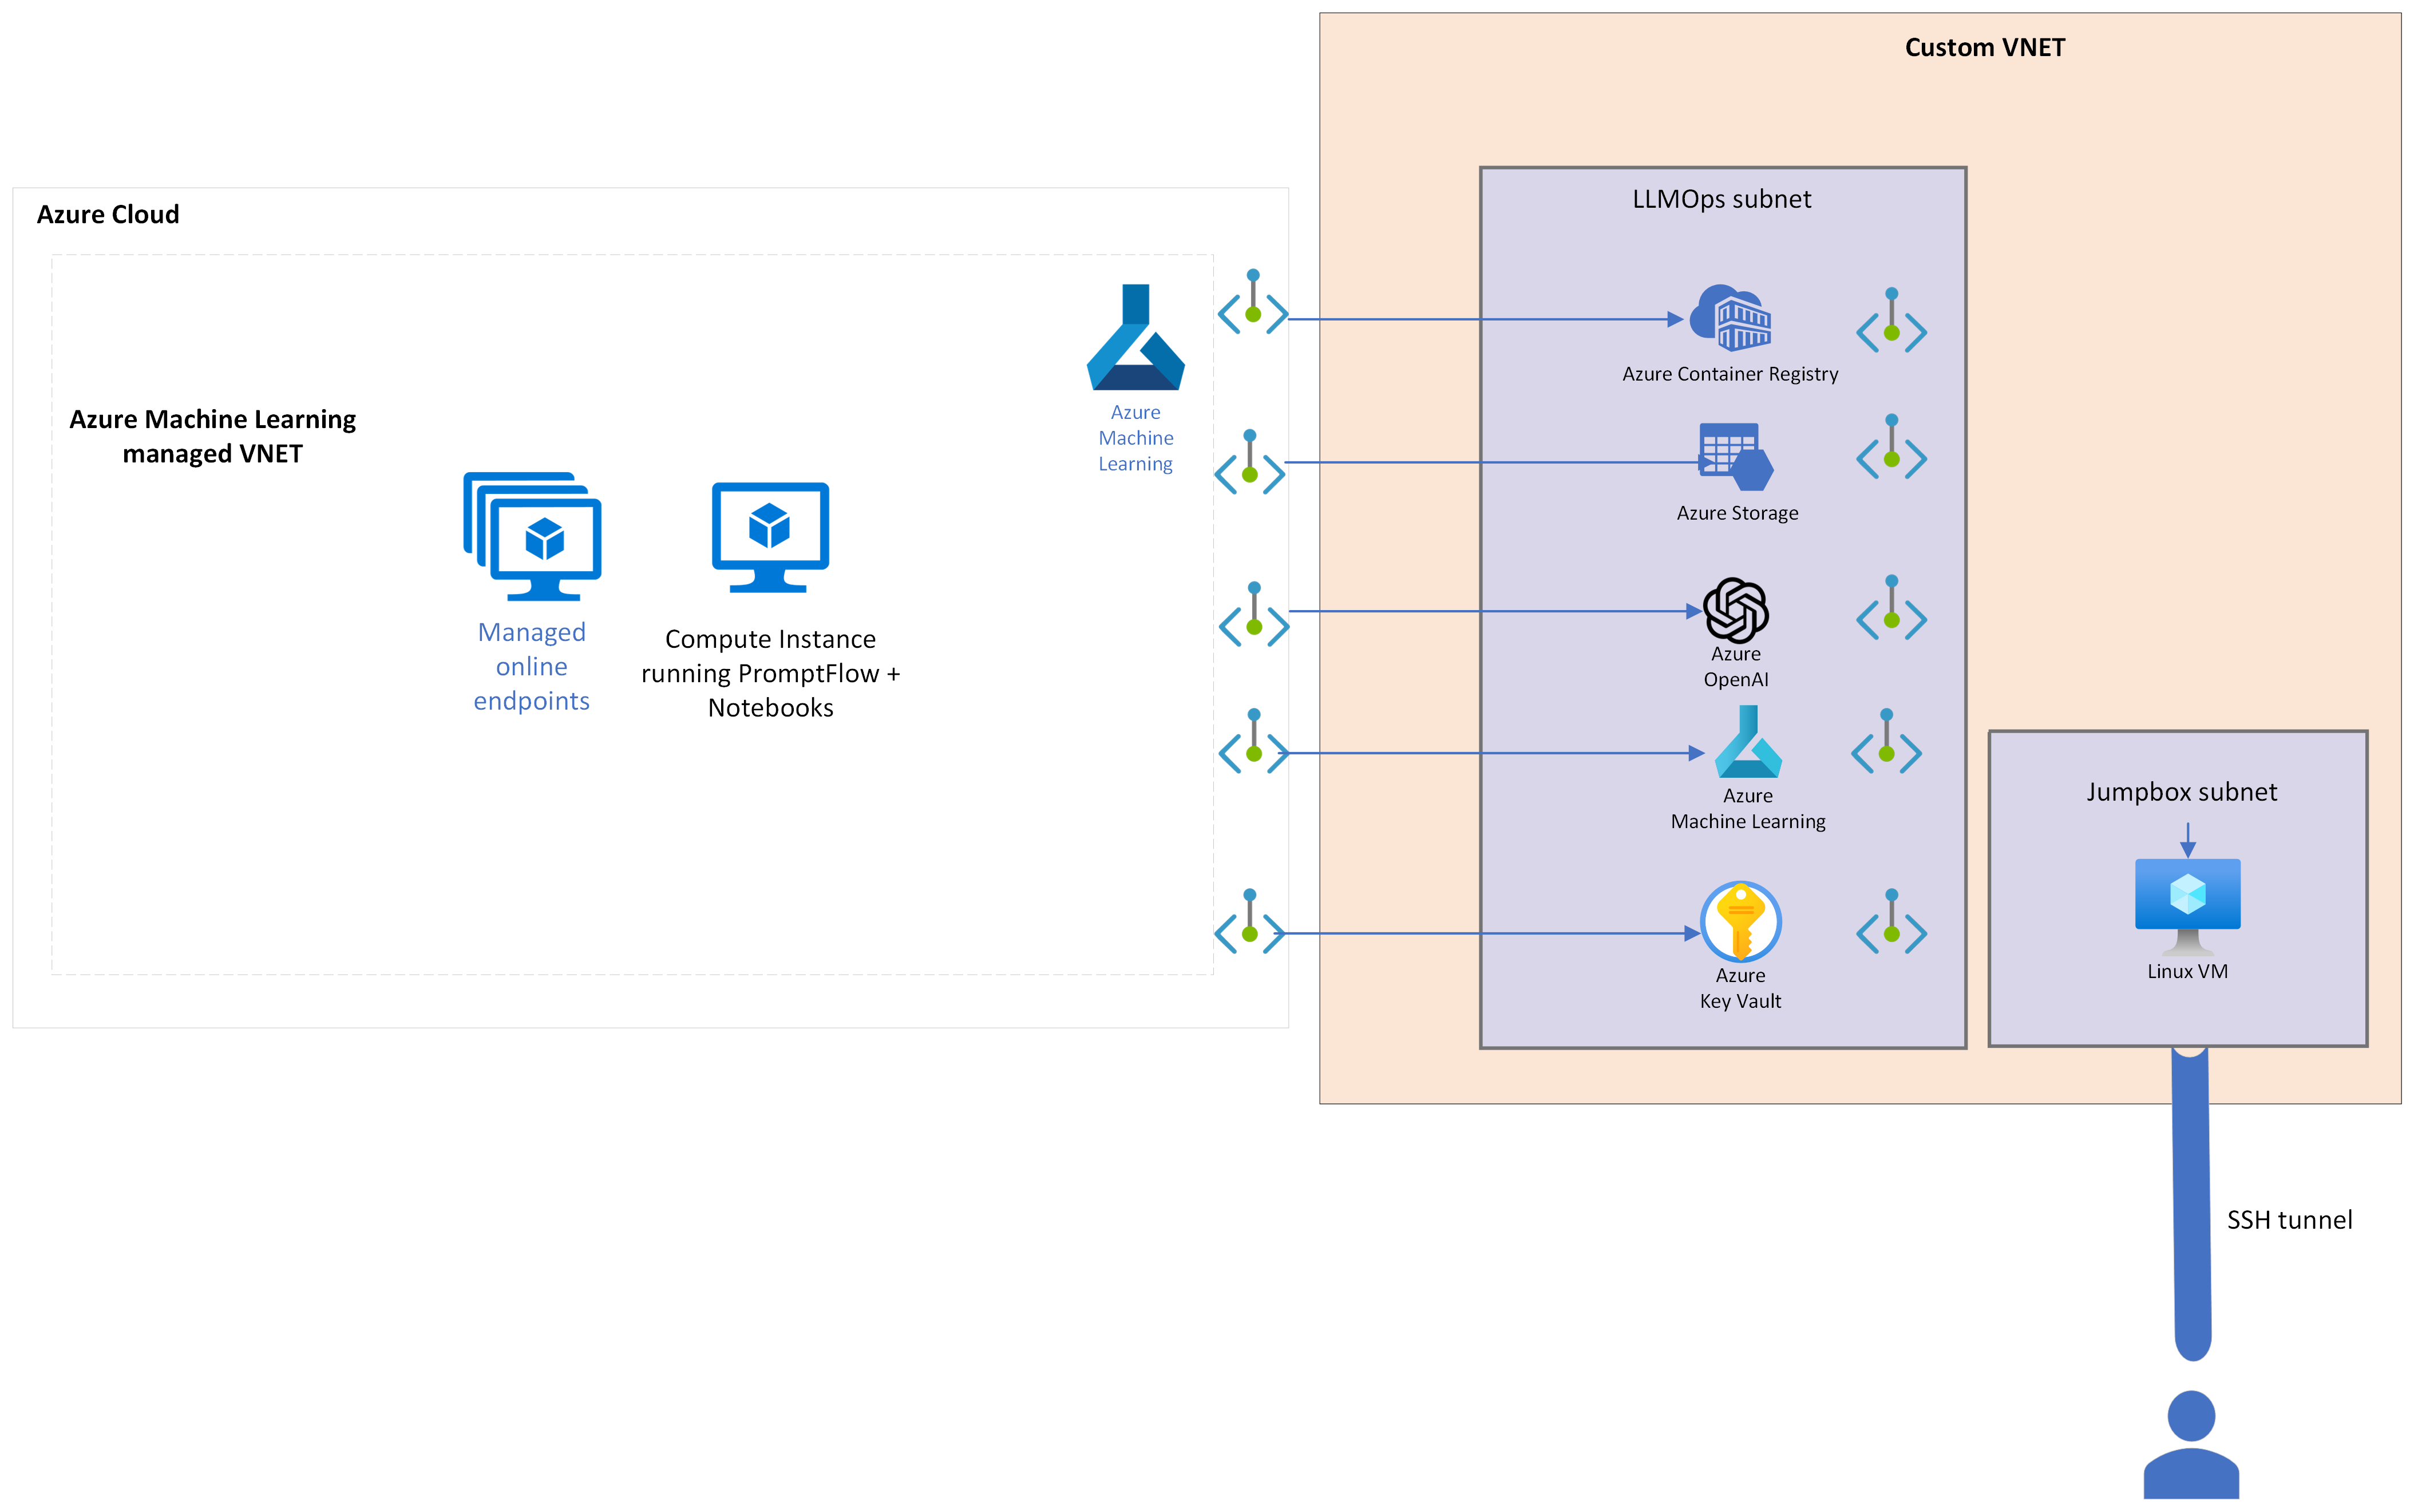 Custom VNET
LLMOps subnet
Azure Cloud
Azure Machine Learning
managed VNET
Azure
Machine
Learning
Managed
online
endpoints
Compute Instance
running PromptFlow +
Notebooks
Azure Container Registry
Azure Storage
Azure
OpenAI
Azure
Machine Learning
Azure
Key Vault
Jumpbox subnet
Linux VM
SSH tunnel